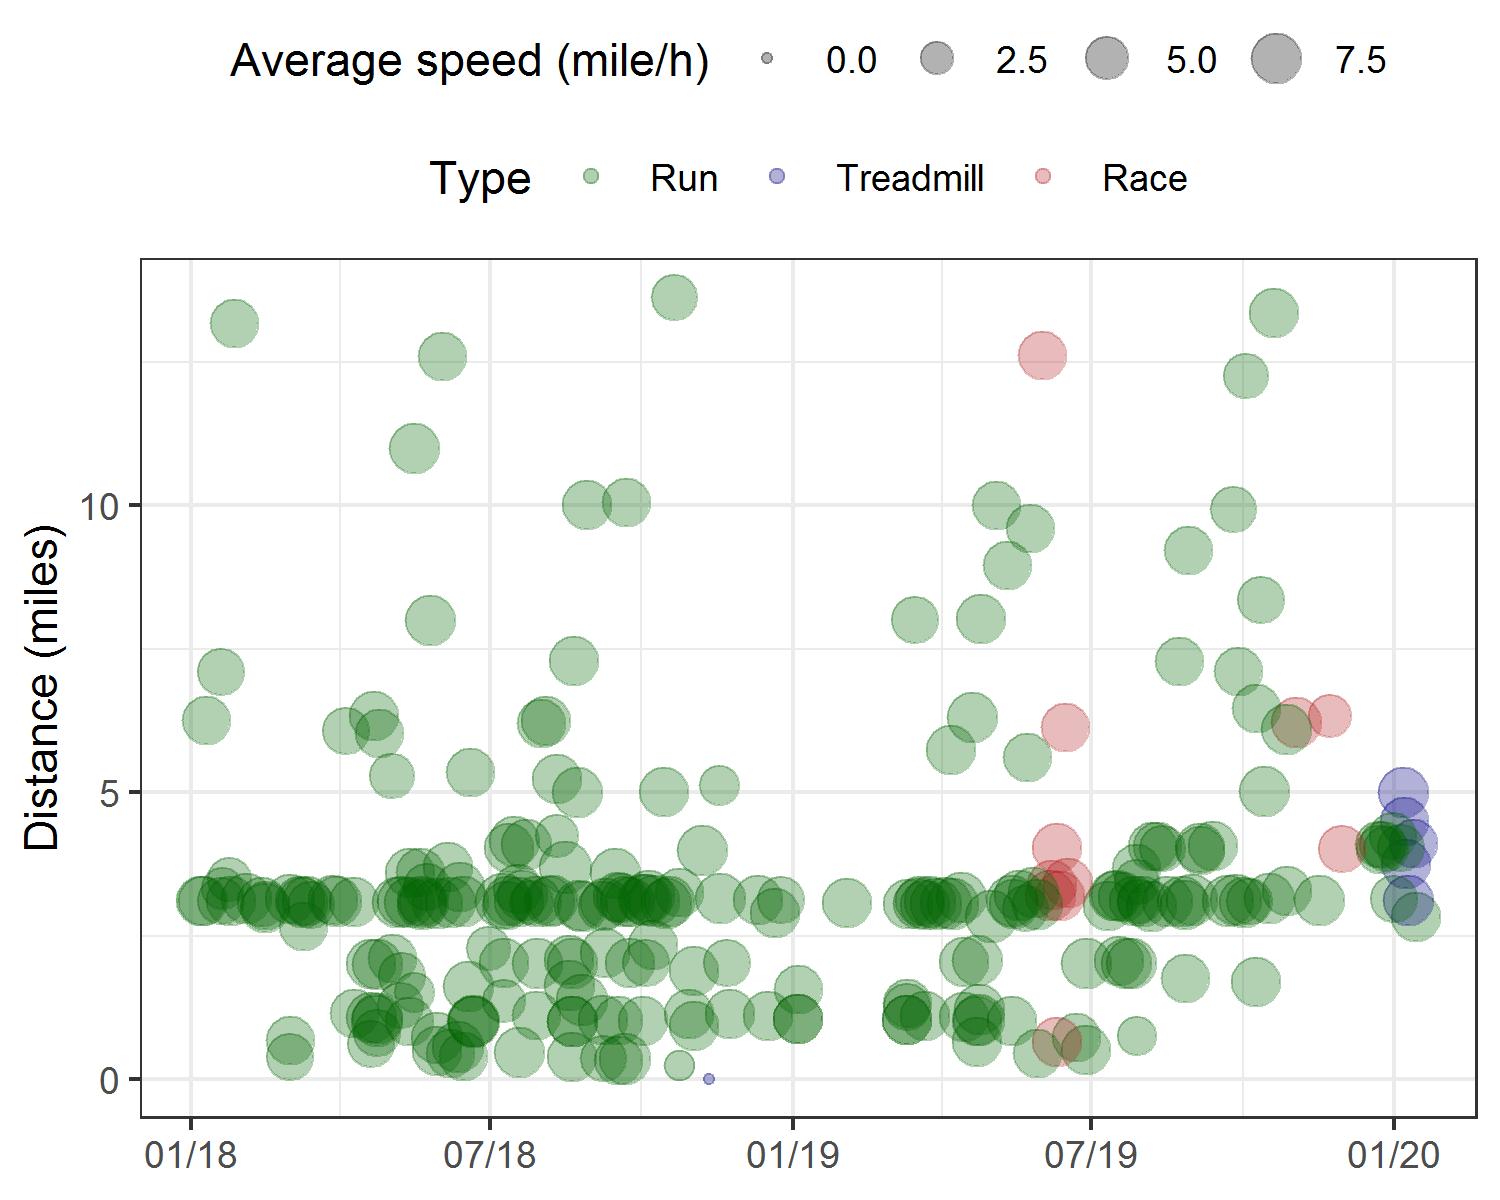 Average speed (mile/h) 0.0 2.5 5.0 7.5
Type Run Treadmill Race
Distance (miles)
10
5
0
01/18 07/18 01/19 07/19 01/20